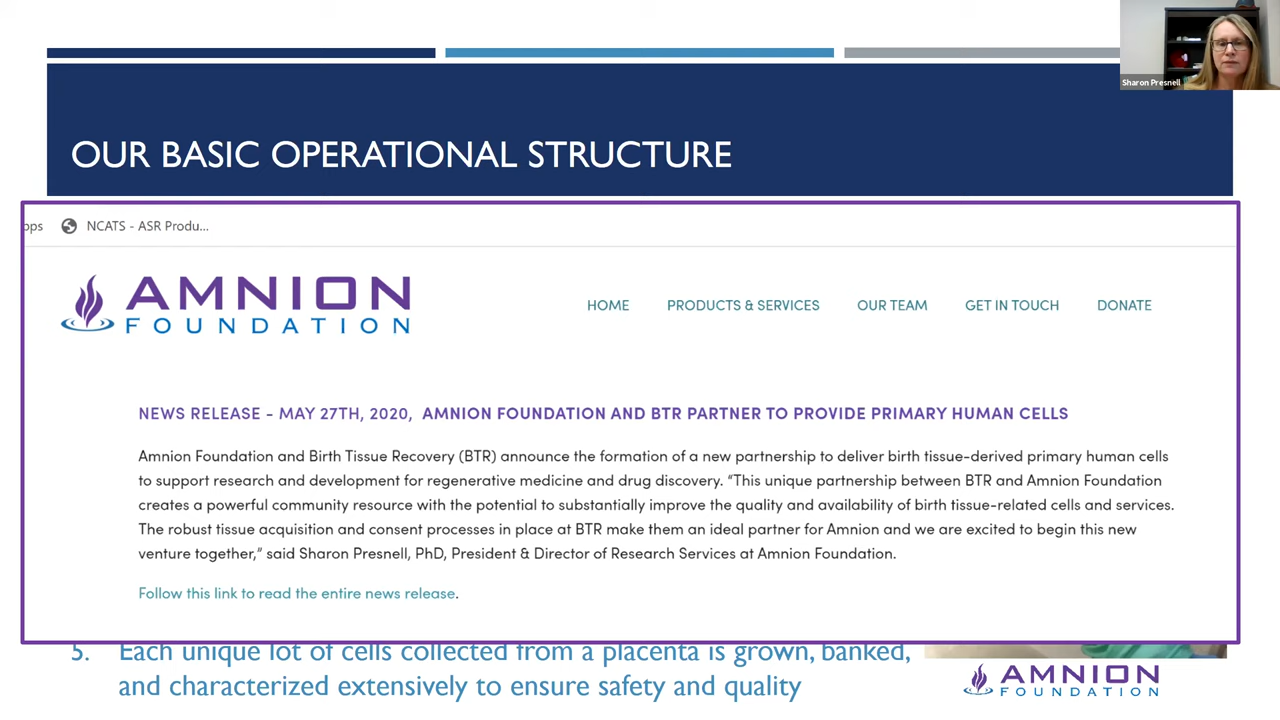 Sharon Presnell
OUR BASIC OPERATIONAL STRUCTURE
pps NCATS - ASR Produ...
AMNION
FOUNDATION
HOME PRODUCTS & SERVICES OUR TEAM GET IN TOUCH DONATE
NEWS RELEASE - MAY 27TH, 2020, AMNION FOUNDATION AND BTR PARTNER TO PROVIDE PRIMARY HUMAN CELLS
Amnion Foundation and Birth Tissue Recovery (BTR) announce the formation of a new partnership to deliver birth tissue-derived primary human cells
to support research and development for regenerative medicine and drug discovery. “This unique partnership between BTR and Amnion Foundation
creates a powerful community resource with the potential to substantially improve the quality and availability of birth tissue-related cells and services.
The robust tissue acquisition and consent processes in place at BTR make them an ideal partner for Amnion and we are excited to begin this new
venture together,” said Sharon Presnell, PhD, President & Director of Research Services at Amnion Foundation.
Follow this link to read the entire news release.
5. Each unique lot of cells collected from a placenta is grown, banked,
and characterized extensively to ensure safety and quality
AMNION
FOUNDATION